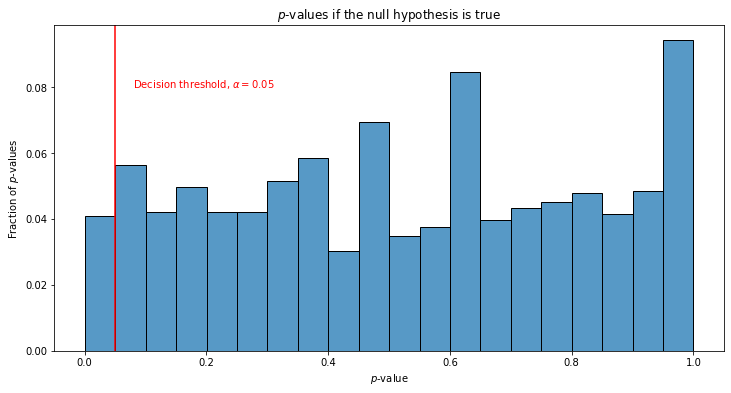 p-values if the null hypothesis is true
Decision threshold, α = 0.05
Fraction of p-values
0.08
0.06
0.04
0.02
0.00
0.0 0.2 0.4 0.6 0.8 1.0
p-value